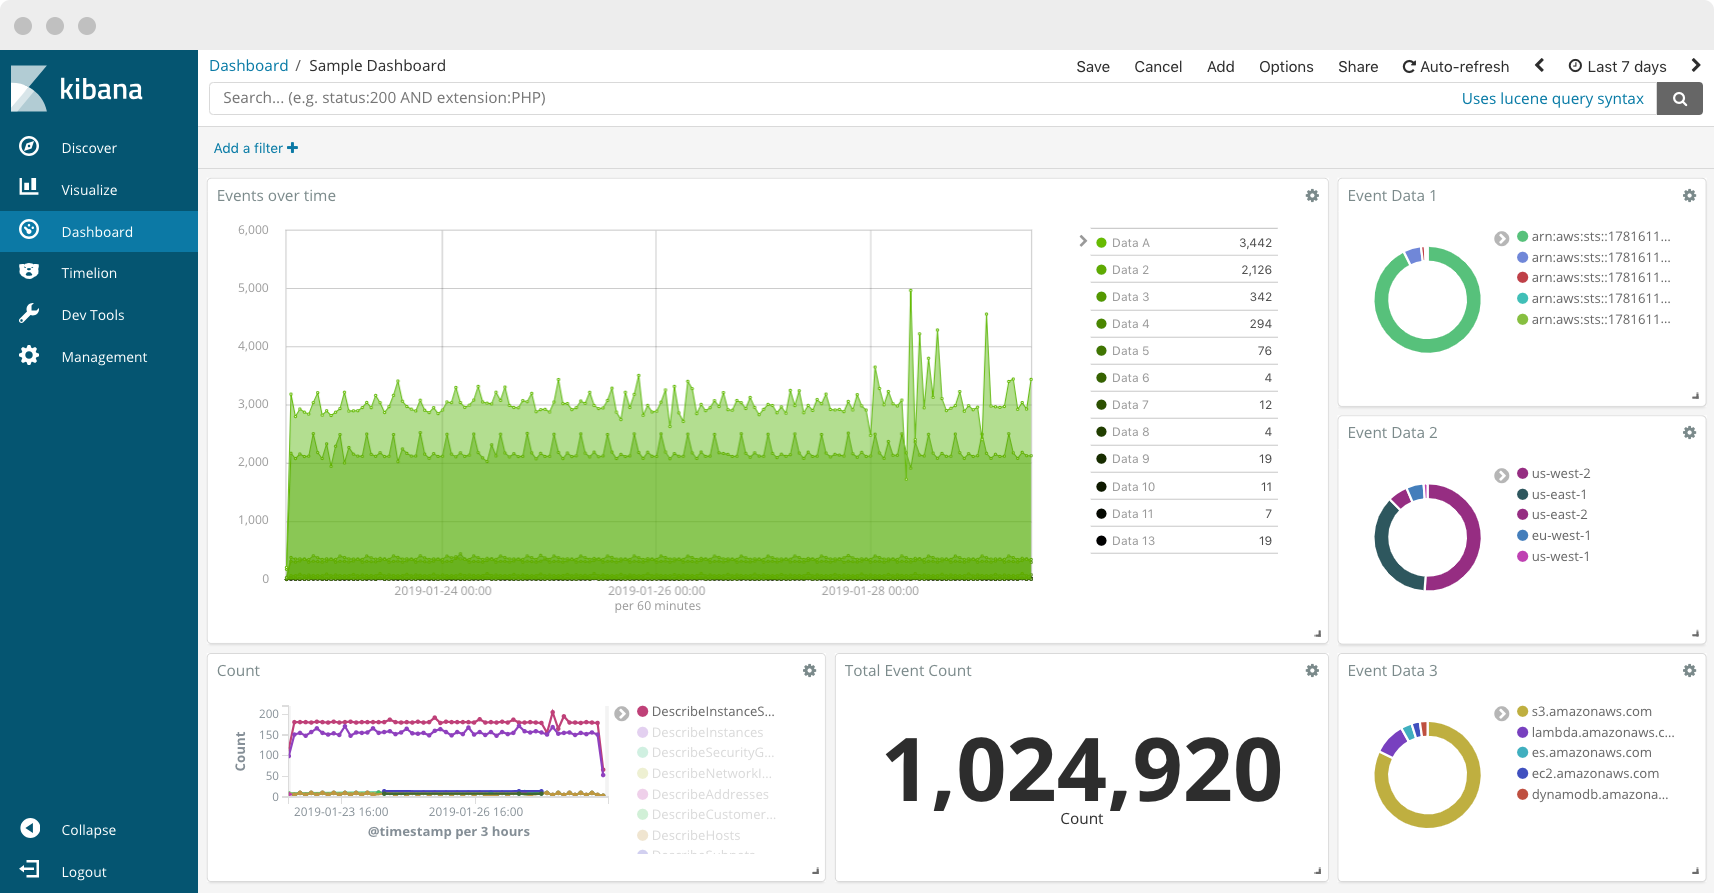 kibana
Discover
Visualize
Dashboard
Timelion
Dev Tools
Management
Collapse
Logout
Dashboard / Sample Dashboard
Save Cancel Add Options Share Auto-refresh Last 7 days
Search... (e.g. status:200 AND extension:PHP)
Uses lucene query syntax
Add a filter
Events over time
6,000
5,000
4,000
3,000
2,000
1,000
0
2019-01-24 00:00 2019-01-26 00:00 2019-01-28 00:00
per 60 minutes
Data A 3,442
Data 2 2,126
Data 3 342
Data 4 294
Data 5 76
Data 6 4
Data 7 12
Data 8 4
Data 9 19
Data 10 11
Data 11 7
Data 13 19
Event Data 1
arn:aws:sts::1781611...
arn:aws:sts::1781611...
arn:aws:sts::1781611...
arn:aws:sts::1781611...
arn:aws:sts::1781611...
Event Data 2
us-west-2
us-east-1
us-east-2
eu-west-1
us-west-1
Count
Count
200
150
100
50
0
2019-01-23 16:00 2019-01-26 16:00
@timestamp per 3 hours
DescribeInstanceS...
DescribeInstances
DescribeSecurityG...
DescribeNetworkI...
DescribeAddresses
DescribeCustomer...
DescribeHosts
DescribeSubnets
Total Event Count
1,024,920
Count
Event Data 3
s3.amazonaws.com
lambda.amazonaws.c...
es.amazonaws.com
ec2.amazonaws.com
dynamodb.amazona...